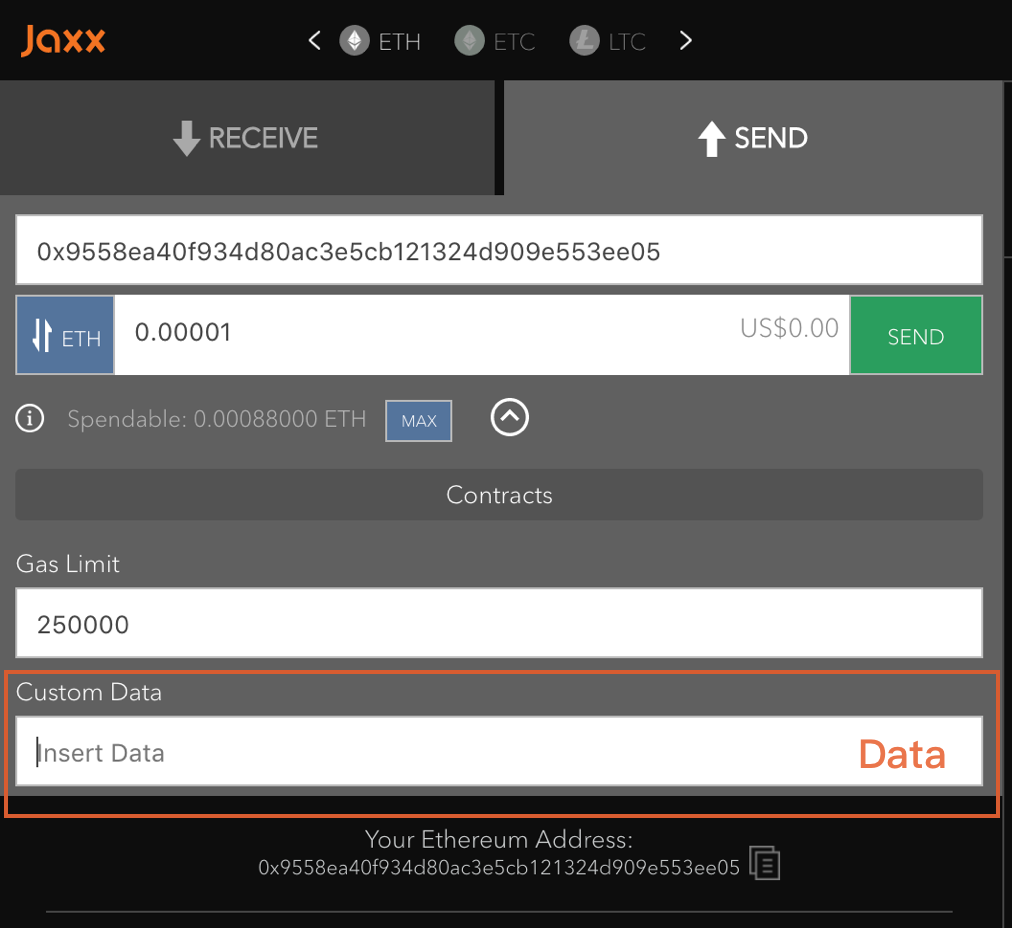 Jaxx
ETH ETC LTC
RECEIVE SEND
0x9558ea40f934d80ac3e5cb121324d909e553ee05
ETH 0.00001 US$0.00 SEND
Spendable: 0.00088000 ETH MAX
Contracts
Gas Limit
250000
Custom Data
Insert Data Data
Your Ethereum Address:
0x9558ea40f934d80ac3e5cb121324d909e553ee05